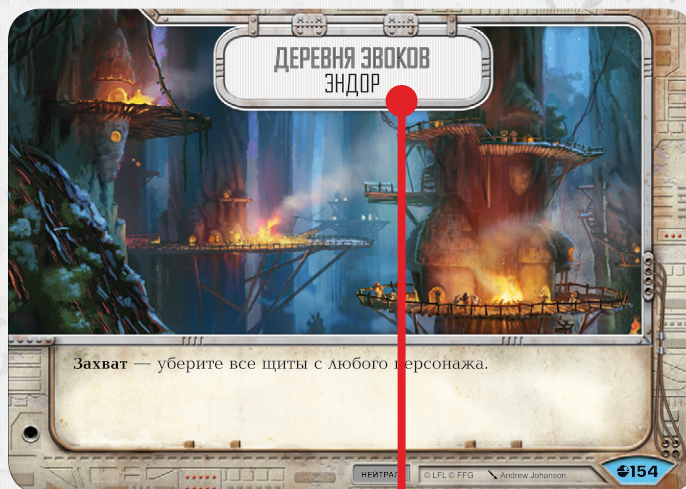 ДЕРЕВНЯ ЭВОКОВ
ЭНДОР
Захват — уберите все щиты с любого персонажа.
© LFL © FFG Andrew Johanson
154